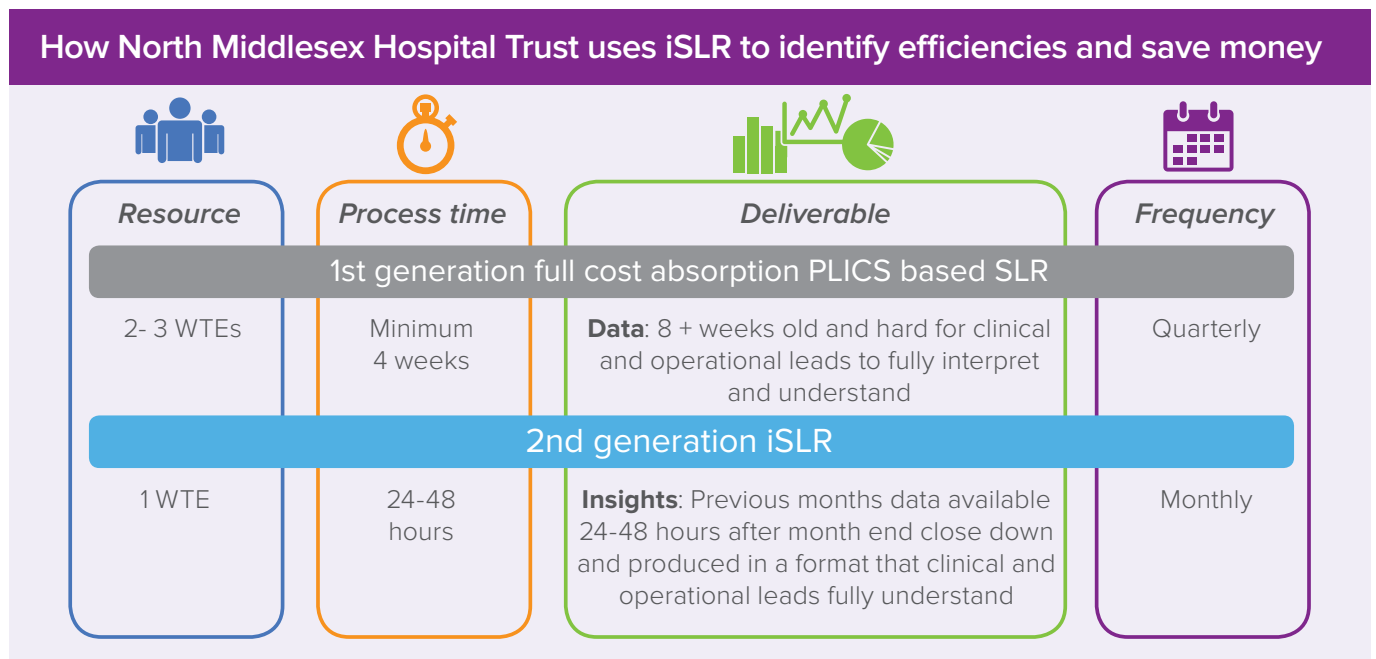 How North Middlesex Hospital Trust uses iSLR to identify efficiencies and save money
Resource
Process time
Deliverable
Frequency
1st generation full cost absorption PLICS based SLR
2- 3 WTEs
Minimum
4 weeks
Data: 8 + weeks old and hard for clinical
and operational leads to fully interpret
and understand
Quarterly
2nd generation iSLR
1 WTE
24-48
hours
Insights: Previous months data available
24-48 hours after month end close down
and produced in a format that clinical and
operational leads fully understand
Monthly